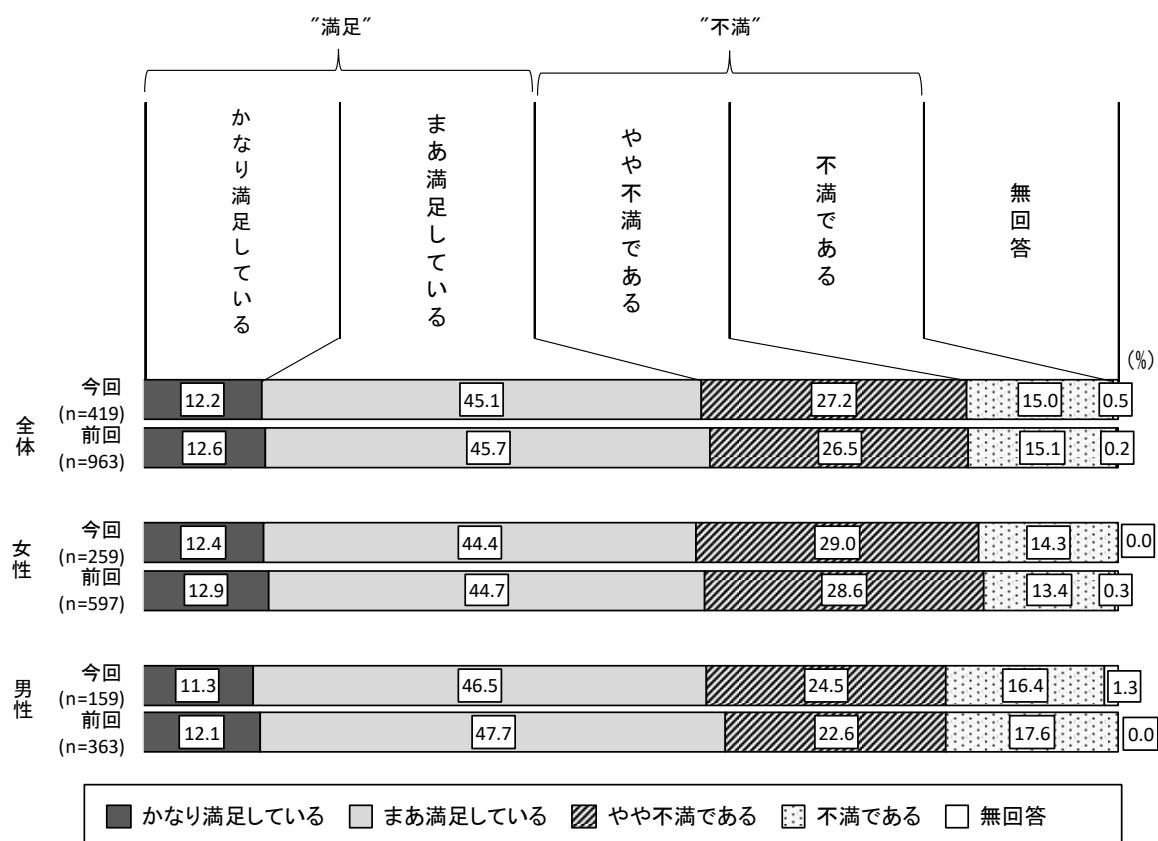 "満足"
"不満"
かなり満足している
まあ満足している
やや不満である
不満である
無回答
(%)
全体
今回
(n=419)
12.2
45.1
27.2
15.0
0.5
前回
(n=963)
12.6
45.7
26.5
15.1
0.2
女性
今回
(n=259)
12.4
44.4
29.0
14.3
0.0
前回
(n=597)
12.9
44.7
28.6
13.4
0.3
男性
今回
(n=159)
11.3
46.5
24.5
16.4
1.3
前回
(n=363)
12.1
47.7
22.6
17.6
0.0
かなり満足している まあ満足している やや不満である 不満である 無回答